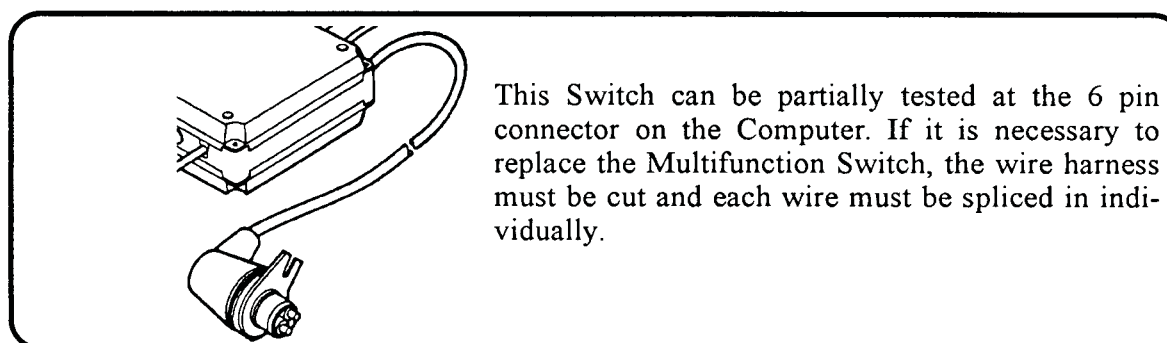 This Switch can be partially tested at the 6 pin
connector on the Computer. If it is necessary to
replace the Multifunction Switch, the wire harness
must be cut and each wire must be spliced in indi-
vidually.